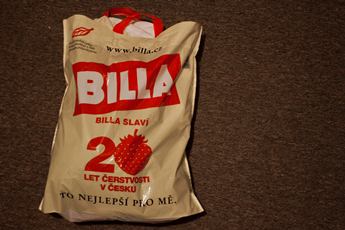 www.billa.cz
BILLA
BILLA SLAVÍ
20
LET ČERSTVOSTI
V ČESKU
TO NEJLEPŠÍ PRO MĚ.